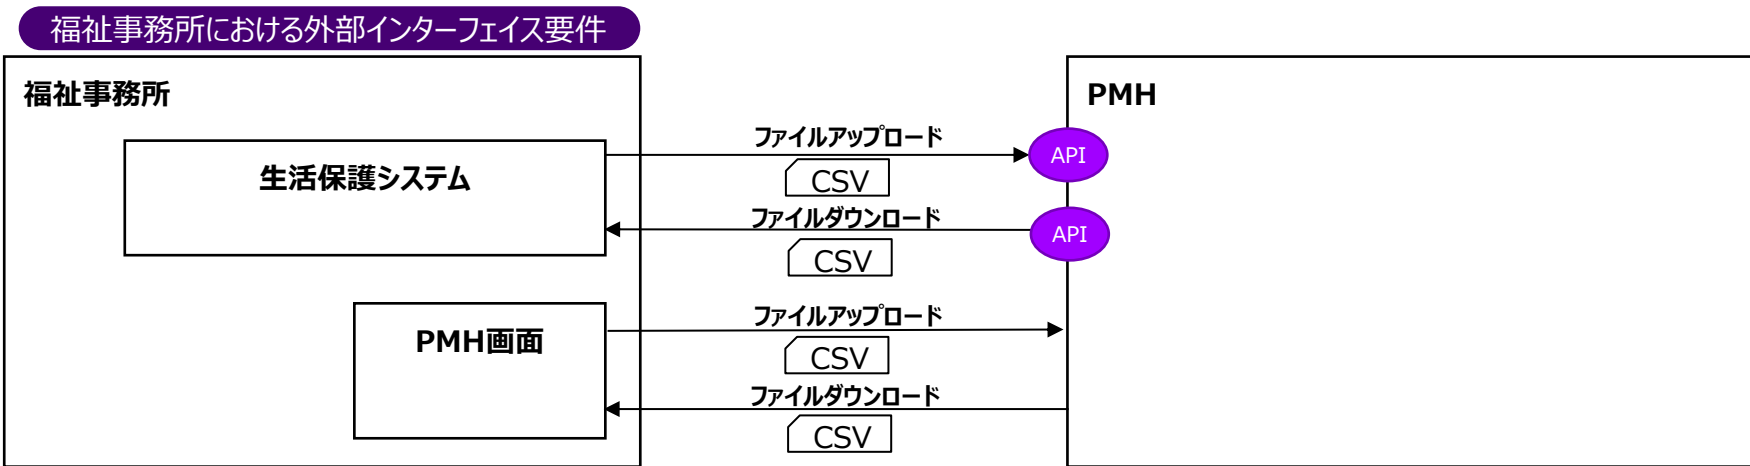 福祉事務所における外部インターフェイス要件
福祉事務所
PMH
生活保護システム
ファイルアップロード
CSV
API
ファイルダウンロード
CSV
API
PMH画面
ファイルアップロード
CSV
ファイルダウンロード
CSV